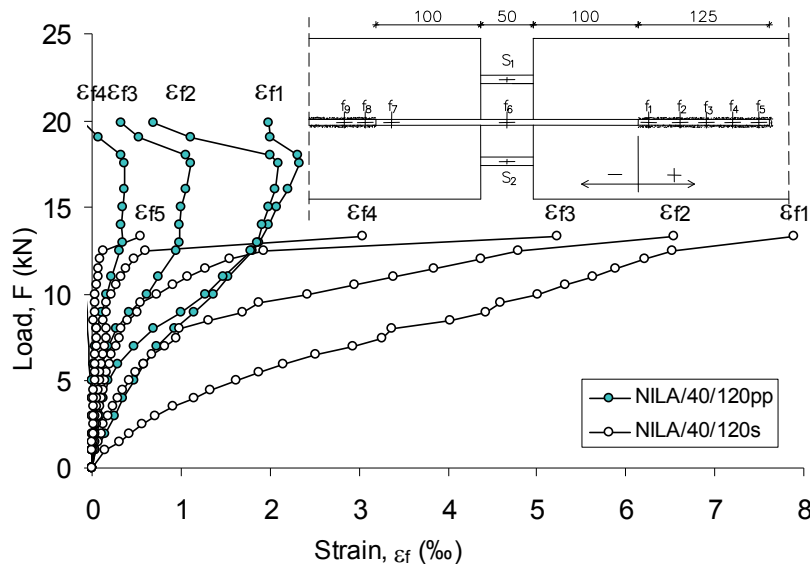 100 50 100 125
25
εf4 εf3 εf2 εf1
S1
f9 f8 f7 f6 f1 f2 f3 f4 f5
20
S2
− +
15
εf5 εf4 εf3 εf2 εf1
10
5
NILA/40/120pp
NILA/40/120s
0
0 1 2 3 4 5 6 7 8
Load, F (kN)
Strain, εf (‰)